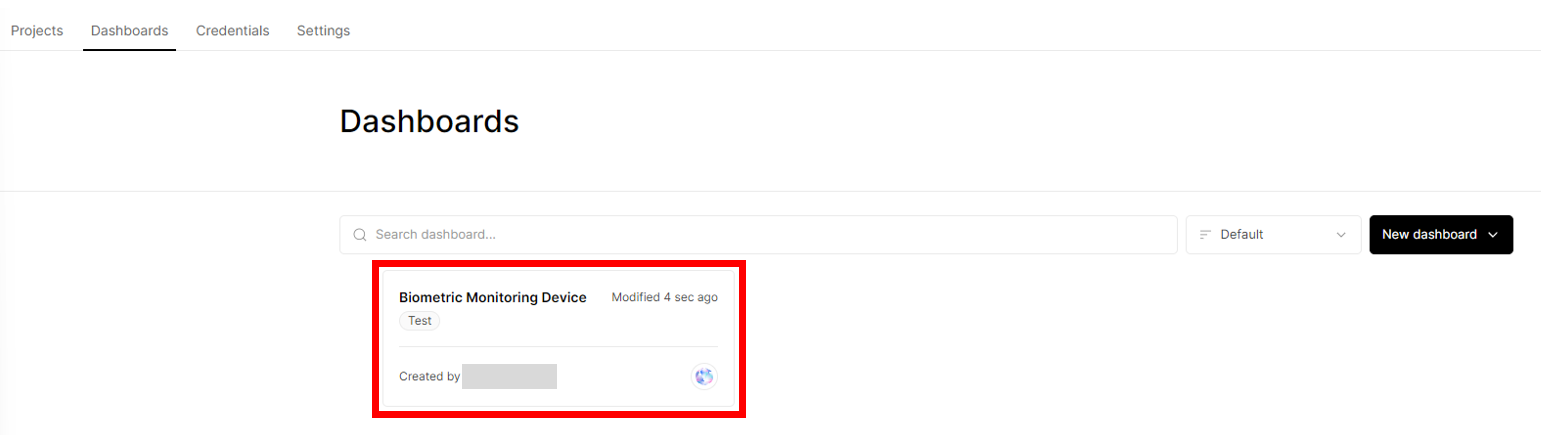 Projects Dashboards Credentials Settings
Dashboards
Search dashboard...
Default
New dashboard
Biometric Monitoring Device Modified 4 sec ago
Test
Created by